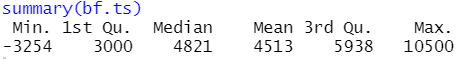 summary(bf.ts)
Min. 1st Qu. Median Mean 3rd Qu. Max.
-3254 3000 4821 4513 5938 10500